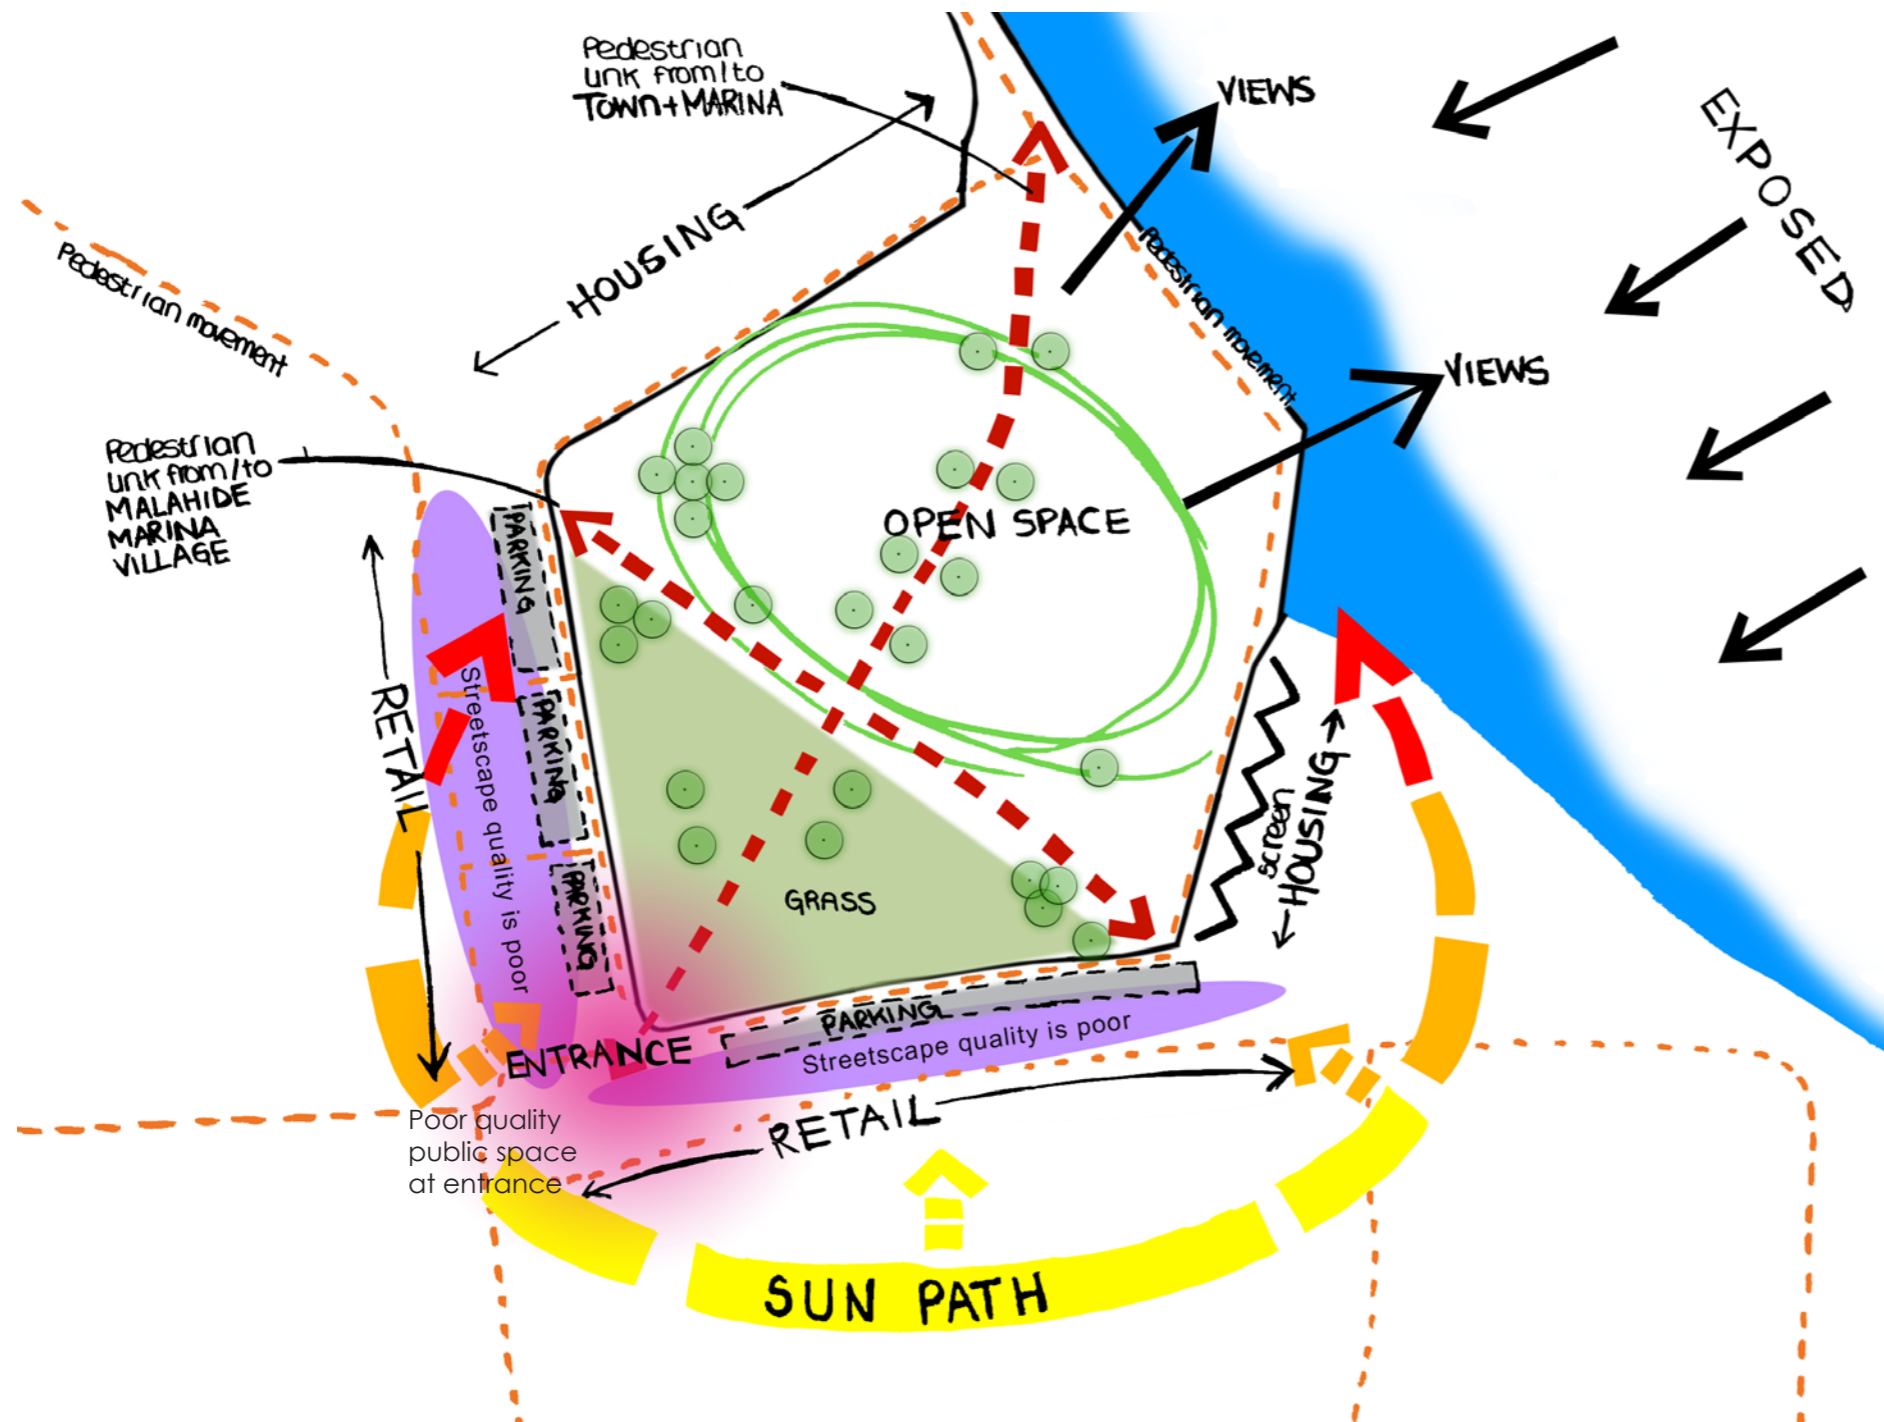 Pedestrian
link from/to
TOWN+MARINA
VIEWS
EXPOSED
HOUSING
Pedestrian movement
Pedestrian movement
VIEWS
Pedestrian
link from/to
MALAHIDE
MARINA
VILLAGE
PARKING
OPEN SPACE
RETAIL
Streetscape quality is poor
PARKING
screen
HOUSING
PARKING
GRASS
PARKING
Streetscape quality is poor
ENTRANCE
RETAIL
Poor quality
public space
at entrance
SUN PATH